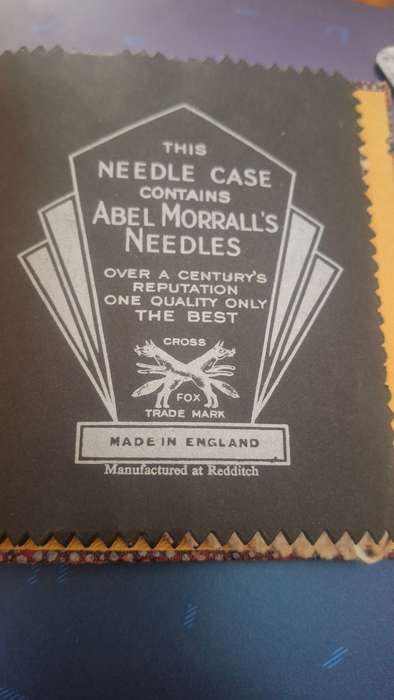 THIS
NEEDLE CASE
CONTAINS
ABEL MORRALL'S
NEEDLES
OVER A CENTURY'S
REPUTATION
ONE QUALITY ONLY
THE BEST
CROSS
FOX
TRADE MARK
MADE IN ENGLAND
Manufactured at Redditch